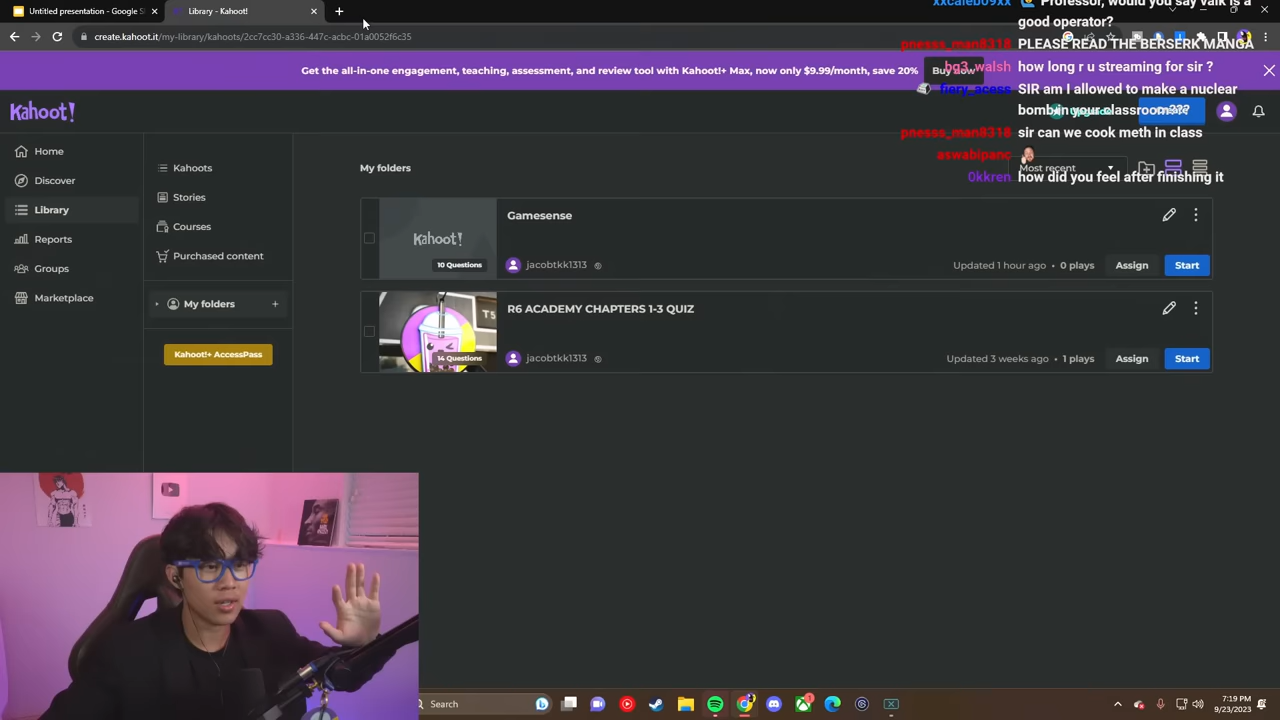 Untitled presentation - Google S
Library - Kahoot!
create.kahoot.it/my-library/kahoots/2cc7cc30-a336-447c-acbc-01a0052f6c35
Get the all-in-one engagement, teaching, assessment, and review tool with Kahoot!+ Max, now only $9.99/month, save 20%
Buy now
xxcaleb09xx Professor, would you say valk is a
good operator?
pnesss_man8318 PLEASE READ THE BERSERK MANGA
bg3_walsh how long r u streaming for sir ?
fiery_acess SIR am I allowed to make a nuclear
bomb in your classroom???
pnesss_man8318 sir can we cook meth in class
aswabipanc
0kkren how did you feel after finishing it
Kahoot!
Upgrade
Home
Discover
Library
Reports
Groups
Marketplace
Kahoots
Stories
Courses
Purchased content
My folders
Kahoot!+ AccessPass
My folders
Most recent
Kahoot!
10 Questions
Gamesense
jacobtkk1313
Updated 1 hour ago • 0 plays
Assign
Start
T5
14 Questions
R6 ACADEMY CHAPTERS 1-3 QUIZ
jacobtkk1313
Updated 3 weeks ago • 1 plays
Assign
Start
Search
1
7:19 PM
9/23/2023